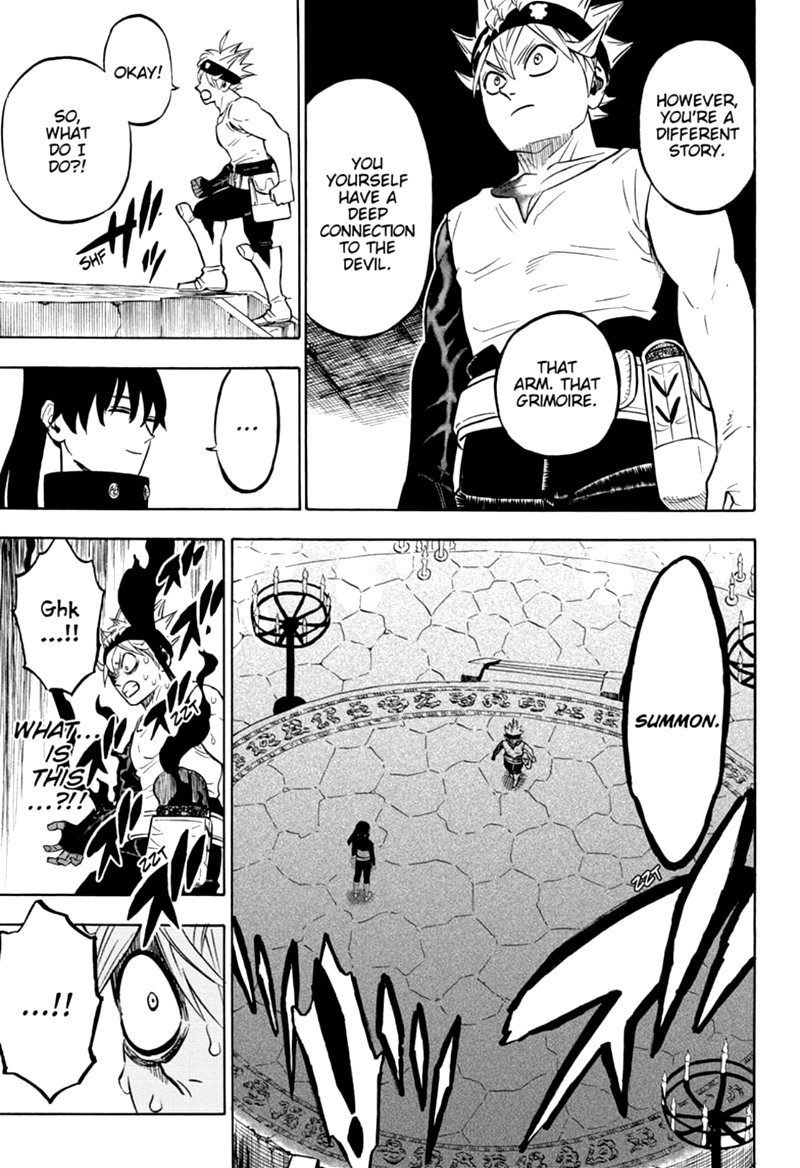 HOWEVER,
YOU'RE A
DIFFERENT
STORY.
YOU
YOURSELF
HAVE A
DEEP
CONNECTION
TO THE
DEVIL.
THAT
ARM. THAT
GRIMOIRE.
OKAY!
SO,
WHAT
DO I
DO?!
SHF
...
SUMMON.
ZZT
Ghk
...!!
ZZT
WHAT...
IS
THIS
...?!!
ZZT
...!!